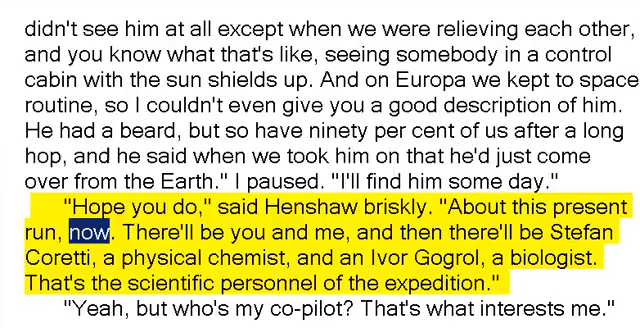 didn't see him at all except when we were relieving each other,
and you know what that's like, seeing somebody in a control
cabin with the sun shields up. And on Europa we kept to space
routine, so I couldn't even give you a good description of him.
He had a beard, but so have ninety per cent of us after a long
hop, and he said when we took him on that he'd just come
over from the Earth." I paused. "I'll find him some day."
"Hope you do," said Henshaw briskly. "About this present
run, now. There'll be you and me, and then there'll be Stefan
Coretti, a physical chemist, and an Ivor Gogrol, a biologist.
That's the scientific personnel of the expedition."
"Yeah, but who's my co-pilot? That's what interests me."